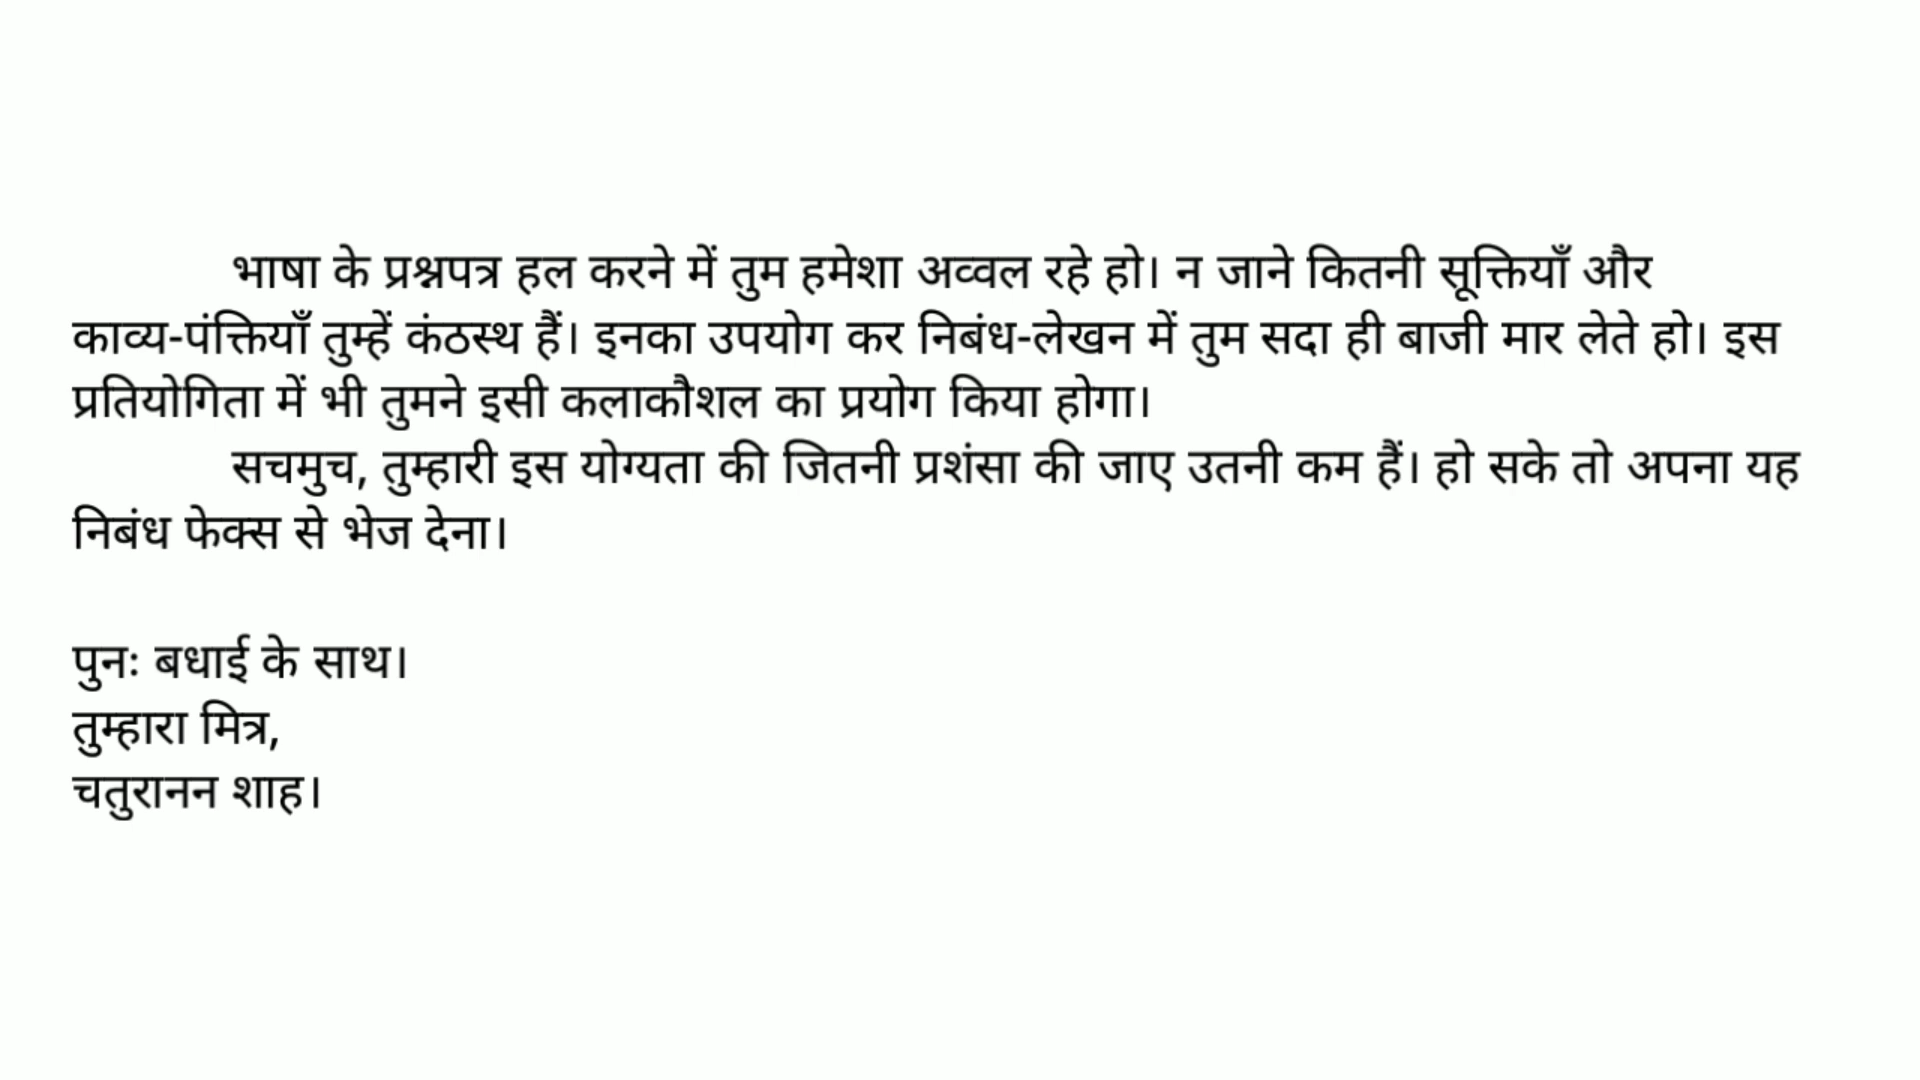 भाषा के प्रश्नपत्र हल करने में तुम हमेशा अव्वल रहे हो। न जाने कितनी सूक्तियाँ और
काव्य-पंक्तियाँ तुम्हें कंठस्थ हैं। इनका उपयोग कर निबंध-लेखन में तुम सदा ही बाजी मार लेते हो। इस
प्रतियोगिता में भी तुमने इसी कलाकौशल का प्रयोग किया होगा।
सचमुच, तुम्हारी इस योग्यता की जितनी प्रशंसा की जाए उतनी कम हैं। हो सके तो अपना यह
निबंध फेक्स से भेज देना।
पुनः बधाई के साथ।
तुम्हारा मित्र,
चतुरानन शाह।